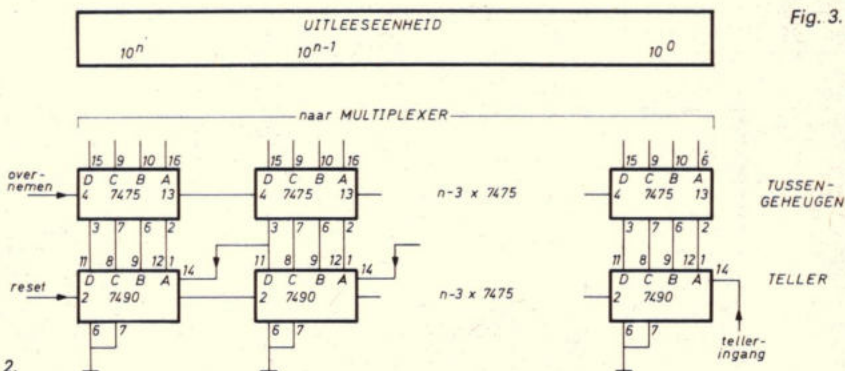 Fig. 3.
UITLEESEENHEID
10ⁿ 10ⁿ⁻¹ 10⁰
naar MULTIPLEXER
15 9 10 16 15 9 10 16 15 9 10 6
over-
nemen
D C B A D C B A D C B A
4 7475 13 4 7475 13 n-3 x 7475 4 7475 13
TUSSEN-
GEHEUGEN
3 7 6 2 3 7 6 2 3 7 6 2
11 8 9 12 1 14 11 8 9 12 1 14 11 8 9 12 1 14
D C B A D C B A D C B A
TELLER
reset
2 7490 2 7490 n-3 x 7475 2 7490
6 7 6 7 6 7
teller-
ingang
2.